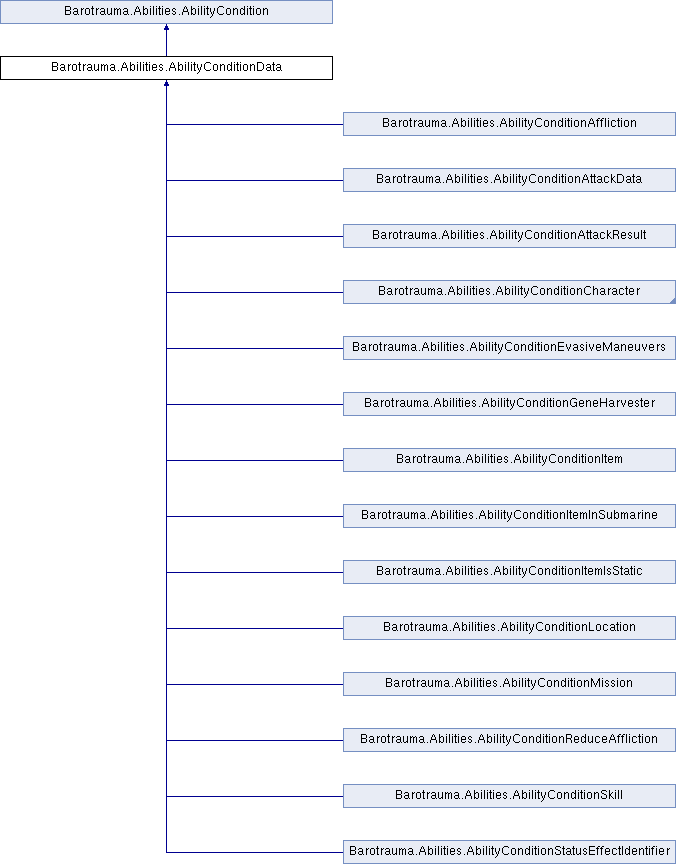 Barotrauma.Abilities.AbilityCondition
Barotrauma.Abilities.AbilityConditionData
Barotrauma.Abilities.AbilityConditionAffliction
Barotrauma.Abilities.AbilityConditionAttackData
Barotrauma.Abilities.AbilityConditionAttackResult
Barotrauma.Abilities.AbilityConditionCharacter
Barotrauma.Abilities.AbilityConditionEvasiveManeuvers
Barotrauma.Abilities.AbilityConditionGeneHarvester
Barotrauma.Abilities.AbilityConditionItem
Barotrauma.Abilities.AbilityConditionItemInSubmarine
Barotrauma.Abilities.AbilityConditionItemIsStatic
Barotrauma.Abilities.AbilityConditionLocation
Barotrauma.Abilities.AbilityConditionMission
Barotrauma.Abilities.AbilityConditionReduceAffliction
Barotrauma.Abilities.AbilityConditionSkill
Barotrauma.Abilities.AbilityConditionStatusEffectIdentifier